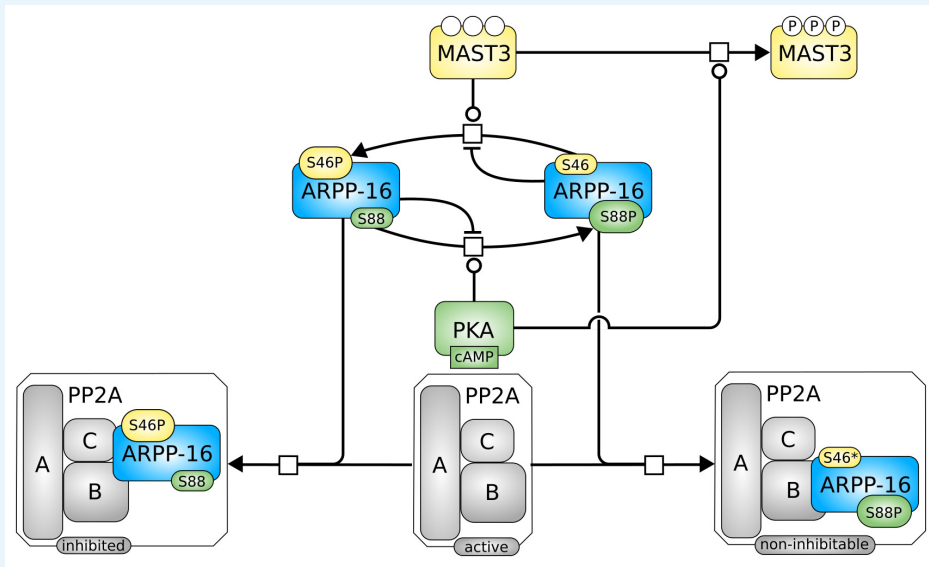 P P P
MAST3
MAST3
S46P
ARPP-16
S88
S46
ARPP-16
S88P
PKA
cAMP
PP2A
A
C
B
S46P
ARPP-16
S88
inhibited
PP2A
A
C
B
active
PP2A
A
C
B
S46*
ARPP-16
S88P
non-inhibitable